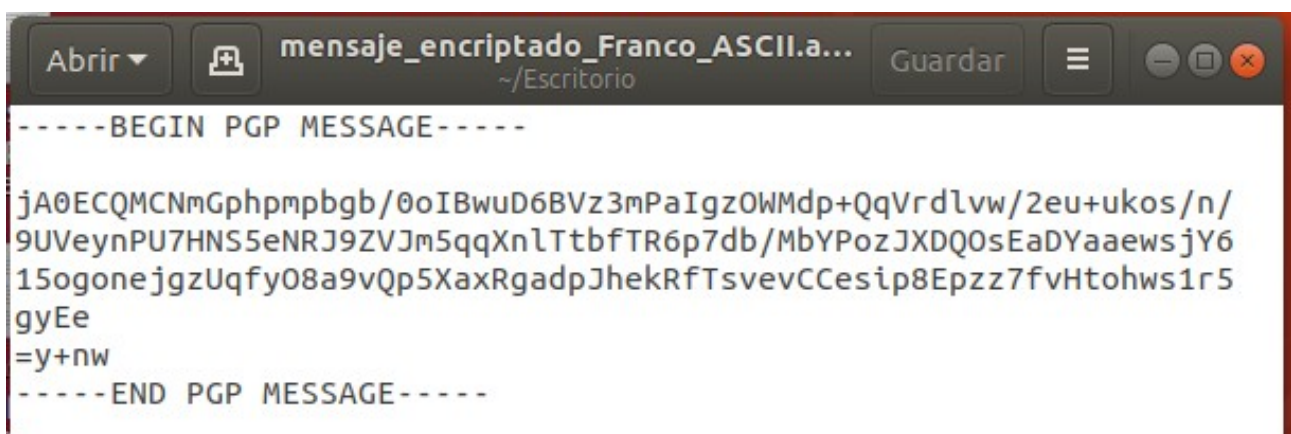 Abrir
mensaje_encriptado_Franco_ASCII.a...
~/Escritorio
Guardar
-----BEGIN PGP MESSAGE-----
jA0ECQMCNmGphpmpbgb/0oIBwuD6BVz3mPaIgzOWMdp+QqVrdlvw/2eu+ukos/n/
9UVeynPU7HNS5eNRJ9ZVJm5qqXnlTtbfTR6p7db/MbYPozJXDQOsEaDYaaewsjY6
15ogonejgzUqfyO8a9vQp5XaxRgadpJhekRfTsvevCCesip8Epzz7fvHtohws1r5
gyEe
=y+nw
-----END PGP MESSAGE-----